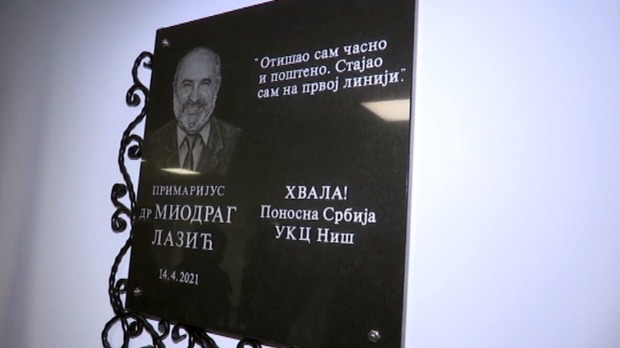 "Отишао сам часно
и поштено. Стајао
сам на првој линији."
ПРИМАРИЈУС
ДР МИОДРАГ
ЛАЗИЋ
14.4.2021
ХВАЛА!
Поносна Србија
УКЦ Ниш